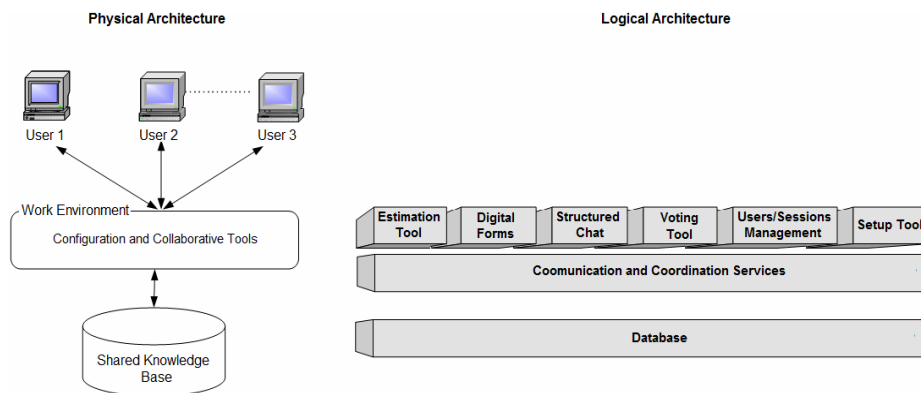 Physical Architecture
Logical Architecture
User 1
User 2
User 3
Work Environment
Configuration and Collaborative Tools
Shared Knowledge
Base
Estimation
Tool
Digital
Forms
Structured
Chat
Voting
Tool
Users/Sessions
Management
Setup Tool
Coomunication and Coordination Services
Database